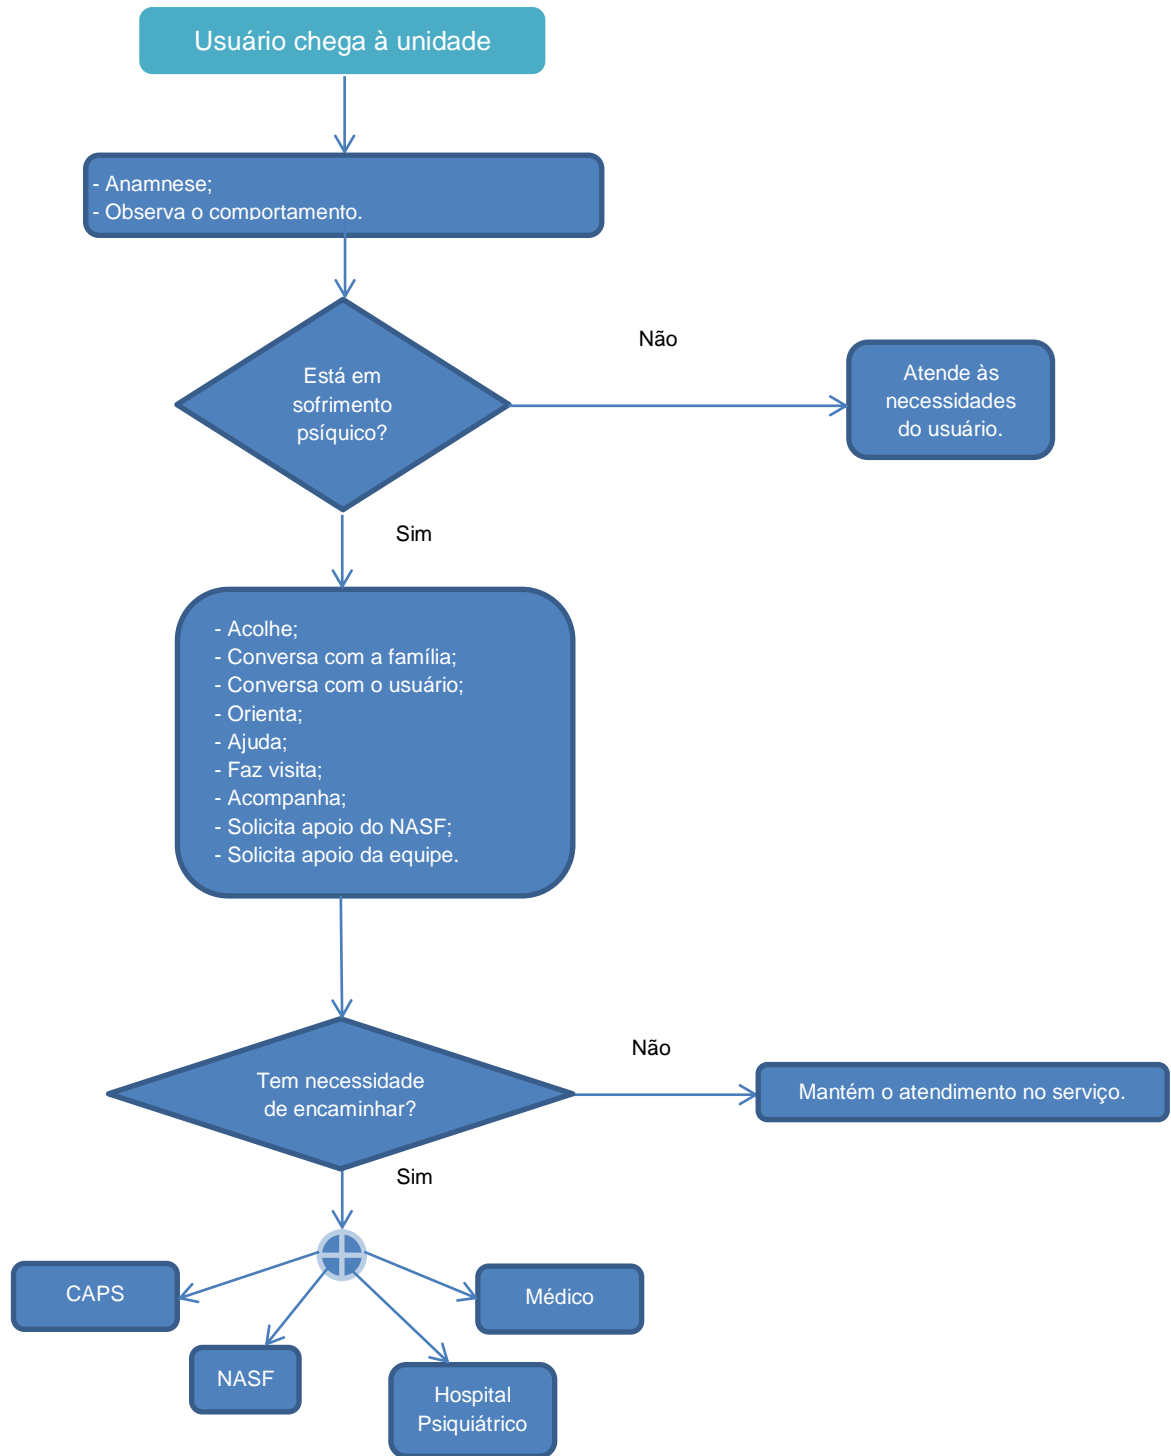 Usuário chega à unidade
- Anamnese;
- Observa o comportamento.
Não
Está em
sofrimento
psíquico?
Atende às
necessidades
do usuário.
Sim
- Acolhe;
- Conversa com a família;
- Conversa com o usuário;
- Orienta;
- Ajuda;
- Faz visita;
- Acompanha;
- Solicita apoio do NASF;
- Solicita apoio da equipe.
Não
Tem necessidade
de encaminhar?
Mantém o atendimento no serviço.
Sim
CAPS
Médico
NASF
Hospital
Psiquiátrico